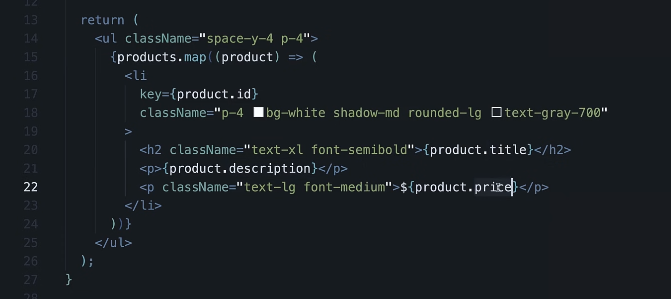 12
13 return (
14 <ul className="space-y-4 p-4">
15 {products.map((product) => (
16 <li
17 key={product.id}
18 className="p-4 bg-white shadow-md rounded-lg text-gray-700"
19 >
20 <h2 className="text-xl font-semibold">{product.title}</h2>
21 <p>{product.description}</p>
22 <p className="text-lg font-medium">${product.price}</p>
23 </li>
24 ))}
25 </ul>
26 );
27 }
28